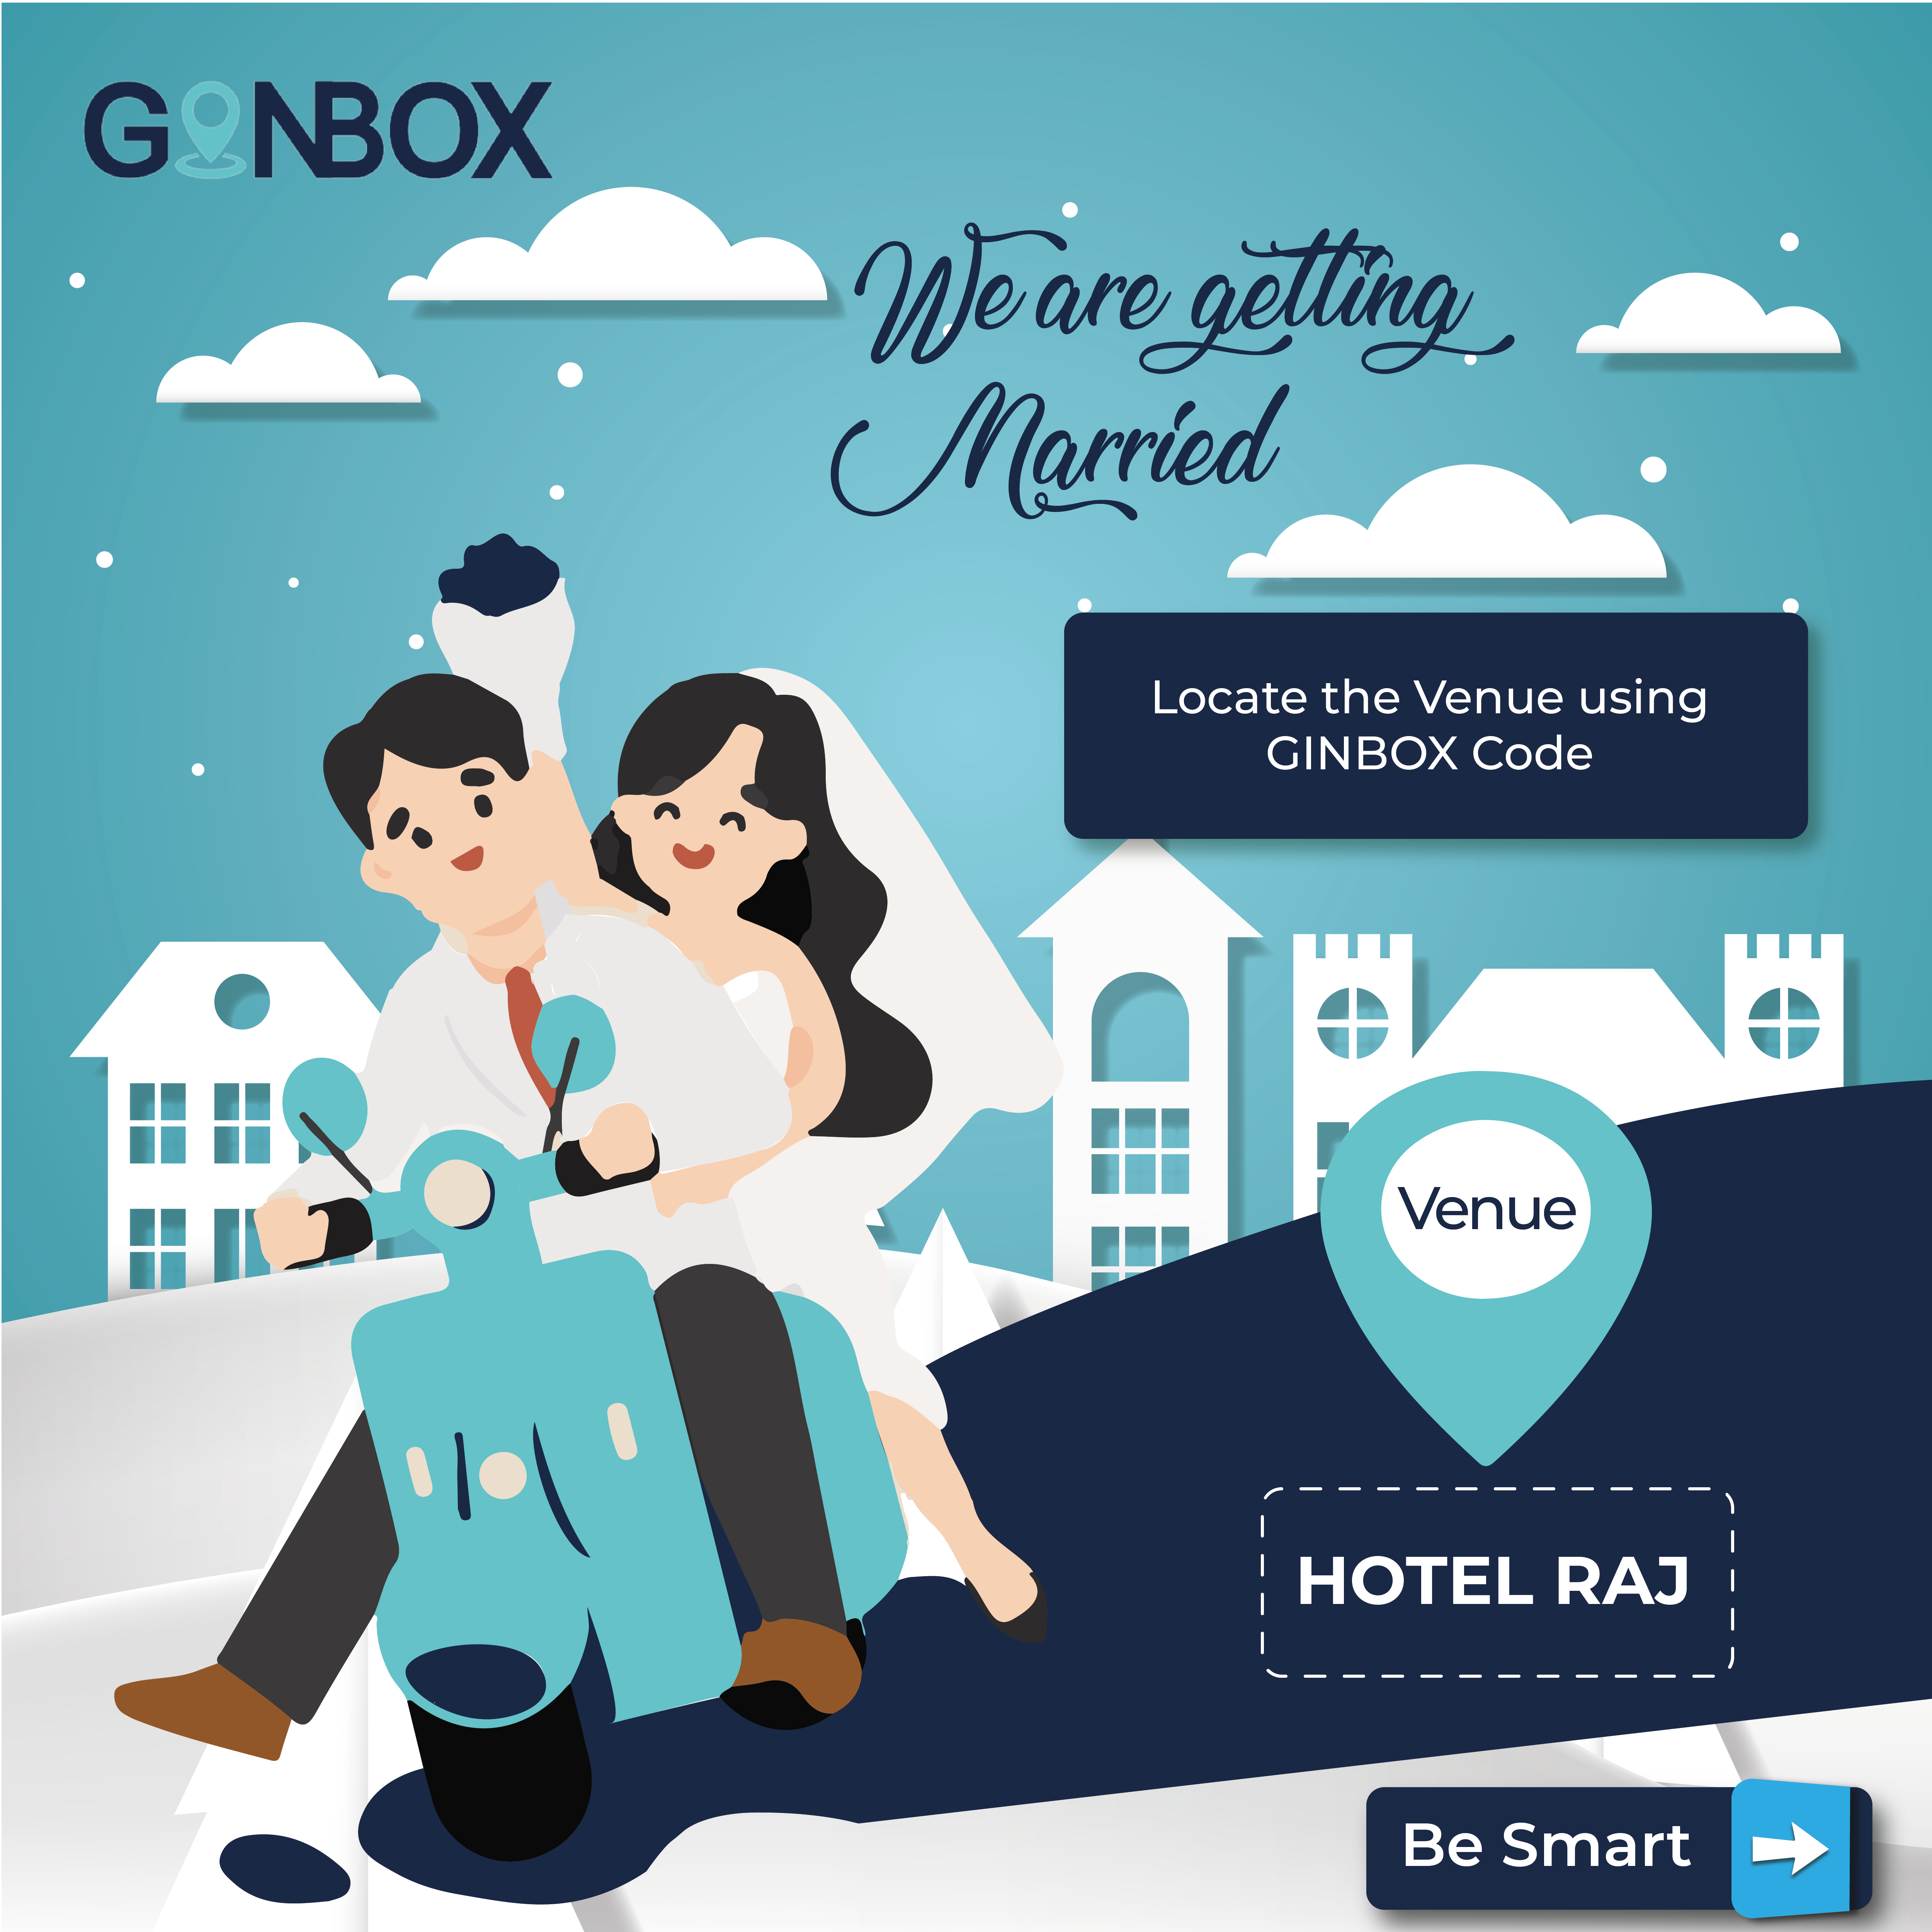 GINBOX
We are getting
Married
Locate the Venue using
GINBOX Code
Venue
HOTEL RAJ
Be Smart